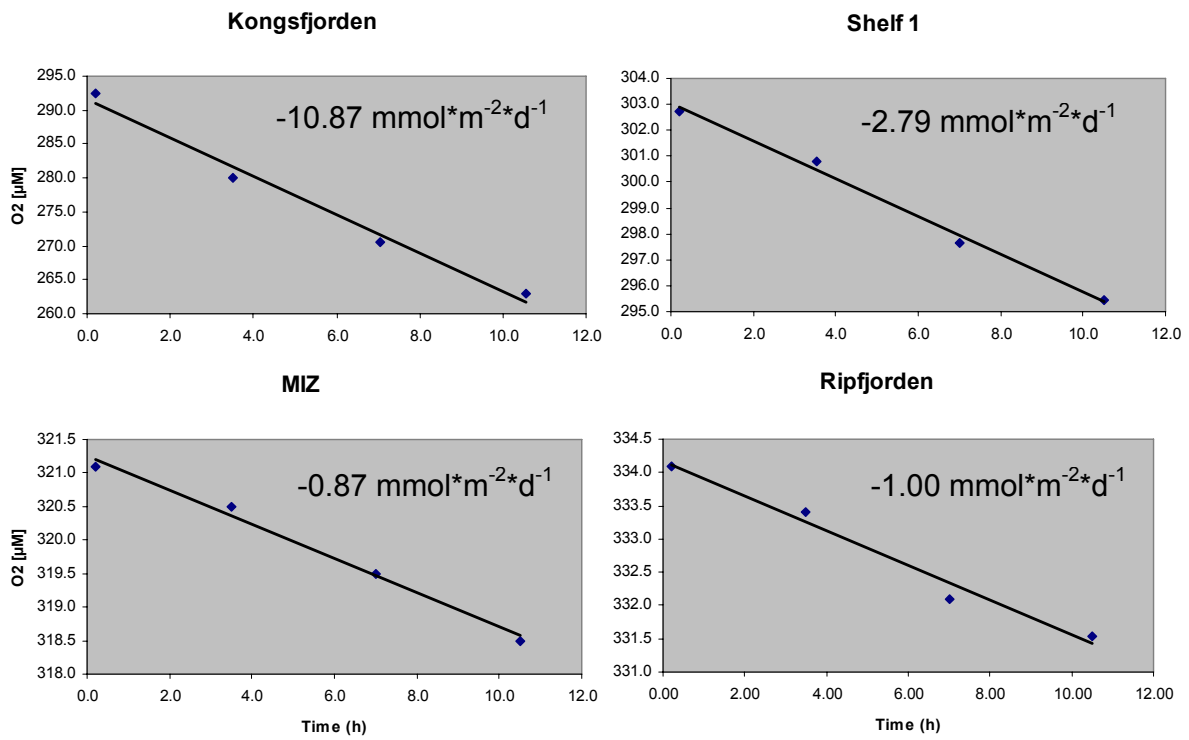 Kongsfjorden
295.0
290.0
285.0
280.0
275.0
270.0
265.0
260.0
O2 [µM]
-10.87 mmol*m⁻²*d⁻¹
0.0 2.0 4.0 6.0 8.0 10.0 12.0
Shelf 1
304.0
303.0
302.0
301.0
300.0
299.0
298.0
297.0
296.0
295.0
-2.79 mmol*m⁻²*d⁻¹
0.0 2.0 4.0 6.0 8.0 10.0 12.0
MIZ
321.5
321.0
320.5
320.0
319.5
319.0
318.5
318.0
O2 [µM]
-0.87 mmol*m⁻²*d⁻¹
0.0 2.0 4.0 6.0 8.0 10.0 12.0
Time (h)
Ripfjorden
334.5
334.0
333.5
333.0
332.5
332.0
331.5
331.0
-1.00 mmol*m⁻²*d⁻¹
0.00 2.00 4.00 6.00 8.00 10.00 12.00
Time (h)